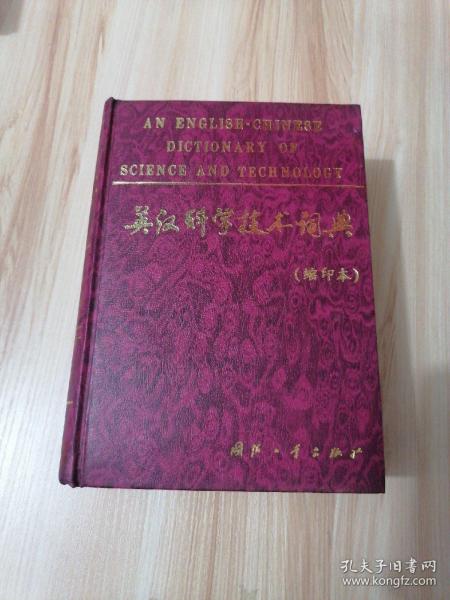 AN ENGLISH-CHINESE
DICTIONARY OF
SCIENCE AND TECHNOLOGY
英汉科学技术词典
(缩印本)
国防工业出版社
孔夫子旧书网
www.kongfz.com